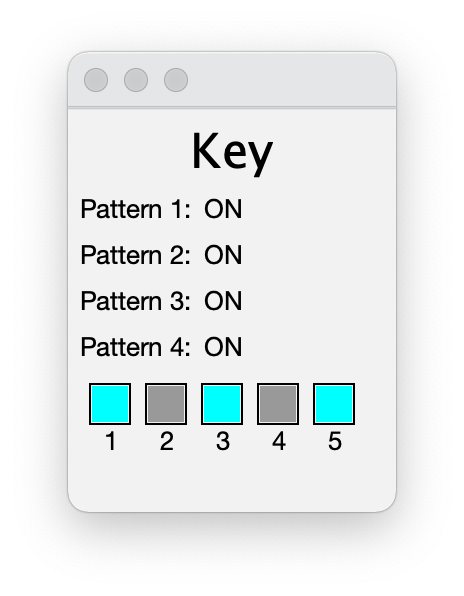 Key
Pattern 1: ON
Pattern 2: ON
Pattern 3: ON
Pattern 4: ON
1 2 3 4 5